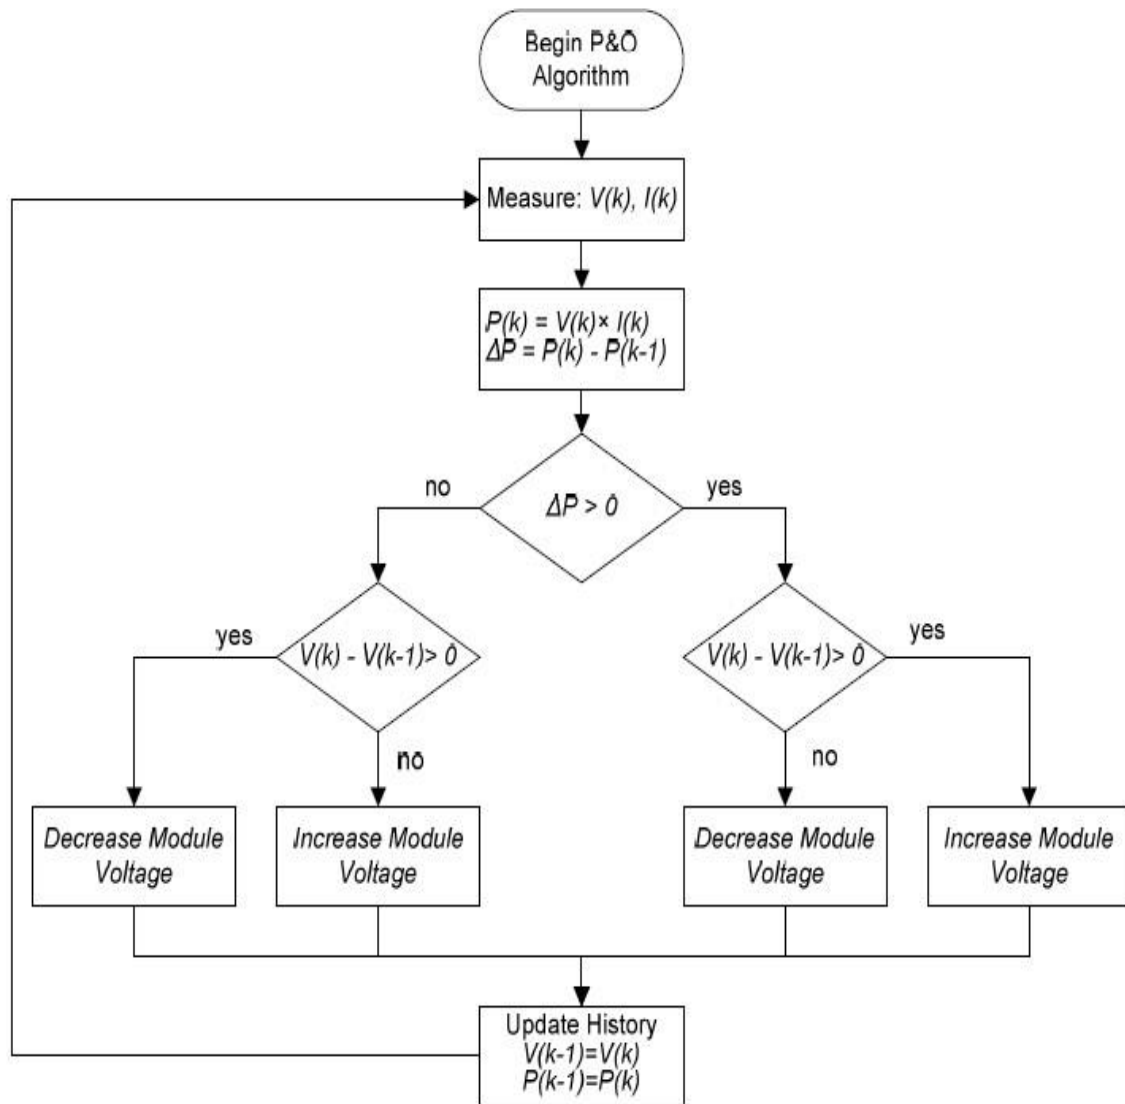 Begin P&O
Algorithm
Measure: V(k), I(k)
P(k) = V(k)× I(k)
ΔP = P(k) - P(k-1)
ΔP > 0
no
yes
V(k) - V(k-1)> 0
yes
no
V(k) - V(k-1)> 0
yes
no
Decrease Module
Voltage
Increase Module
Voltage
Decrease Module
Voltage
Increase Module
Voltage
Update History
V(k-1)=V(k)
P(k-1)=P(k)